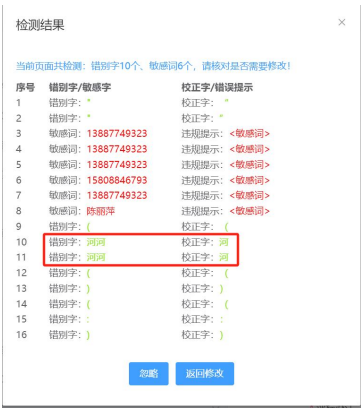 检测结果
当前页面共检测：错别字10个、敏感词6个，请核对是否需要修改！
序号 错别字/敏感字 校正字/错误提示
1 错别字：" 校正字："
2 错别字：" 校正字："
3 敏感词：13887749323 违规提示：<敏感词>
4 敏感词：13887749323 违规提示：<敏感词>
5 敏感词：13887749323 违规提示：<敏感词>
6 敏感词：15808846793 违规提示：<敏感词>
7 敏感词：13887749323 违规提示：<敏感词>
8 敏感词：陈丽萍 违规提示：<敏感词>
9 错别字：( 校正字：（
10 错别字：河河 校正字：河
11 错别字：河河 校正字：河
12 错别字：( 校正字：（
13 错别字：) 校正字：）
14 错别字：( 校正字：（
15 错别字：: 校正字：：
16 错别字：) 校正字：）
忽略 返回修改